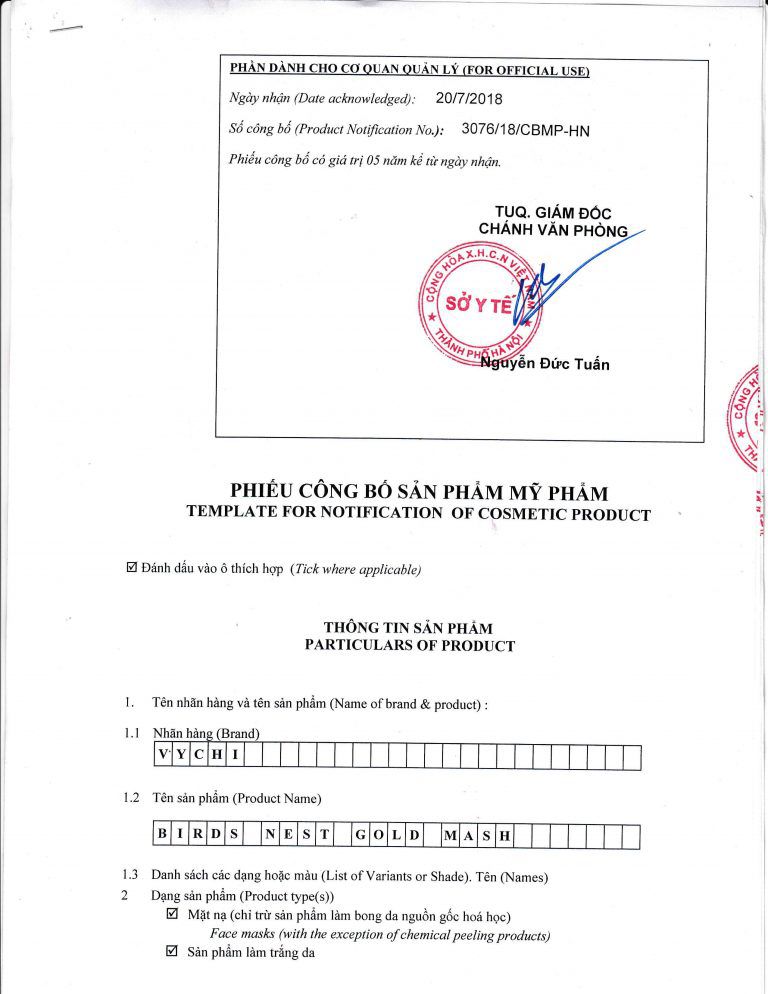 PHẦN DÀNH CHO CƠ QUAN QUẢN LÝ (FOR OFFICIAL USE)
Ngày nhận (Date acknowledged): 20/7/2018
Số công bố (Product Notification No.): 3076/18/CBMP-HN
Phiếu công bố có giá trị 05 năm kể từ ngày nhận.
TUQ. GIÁM ĐỐC
CHÁNH VĂN PHÒNG
CỘNG HÒA X.H.C.N VIỆT NAM
SỞ Y TẾ
THÀNH PHỐ HÀ NỘI
Nguyễn Đức Tuấn
CỘNG H
PHIẾU CÔNG BỐ SẢN PHẨM MỸ PHẨM
TEMPLATE FOR NOTIFICATION OF COSMETIC PRODUCT
☑ Đánh dấu vào ô thích hợp (Tick where applicable)
THÔNG TIN SẢN PHẨM
PARTICULARS OF PRODUCT
1. Tên nhãn hàng và tên sản phẩm (Name of brand & product) :
1.1 Nhãn hàng (Brand)
VYCHI
1.2 Tên sản phẩm (Product Name)
BIRDS NEST GOLD MASH
1.3 Danh sách các dạng hoặc màu (List of Variants or Shade). Tên (Names)
2 Dạng sản phẩm (Product type(s))
☑ Mặt nạ (chỉ trừ sản phẩm làm bong da nguồn gốc hoá học)
Face masks (with the exception of chemical peeling products)
☑ Sản phẩm làm trắng da